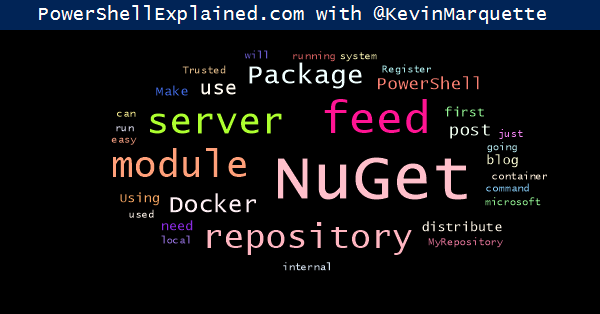 PowerShellExplained.com with @KevinMarquette
will running system
Trusted Package Register
Make use PowerShell
can server feed first
run post just
easy going
module NuGet blog
container
Using Docker command
used microsoft
need repository distribute
local MyRepository
internal